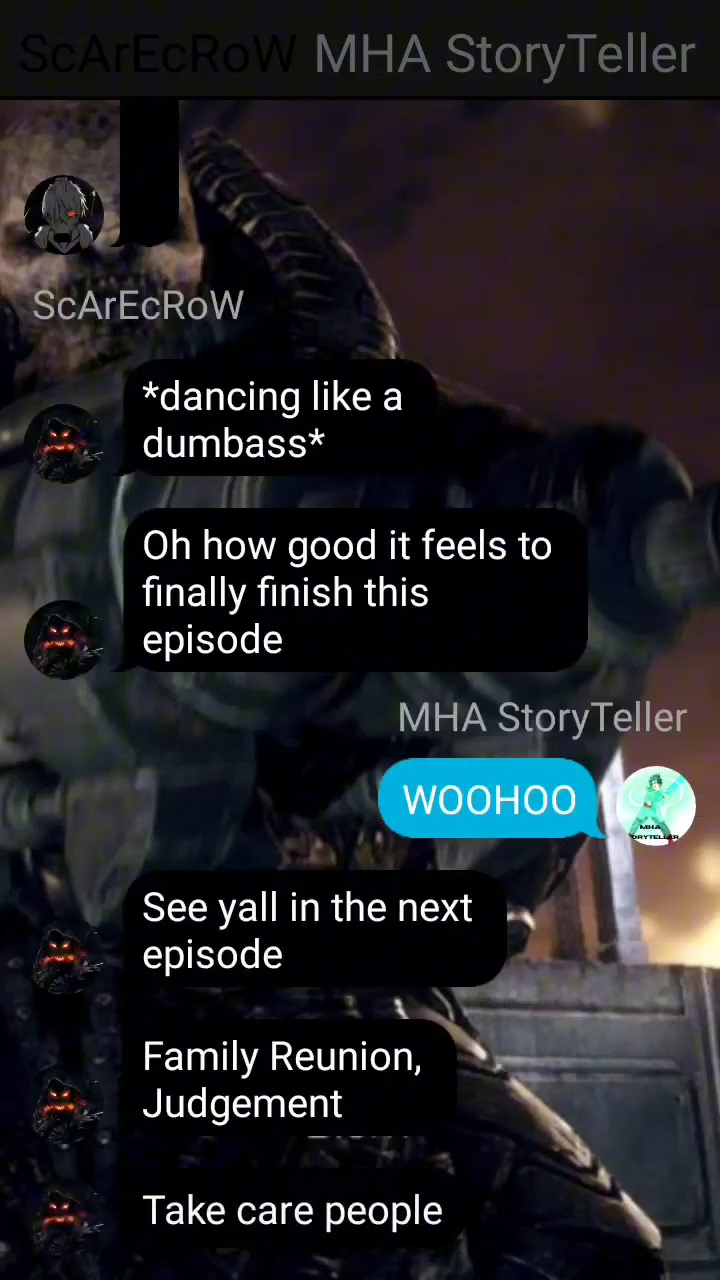 ScArEcRoW MHA StoryTeller
ScArEcRoW
*dancing like a
dumbass*
Oh how good it feels to
finally finish this
episode
MHA StoryTeller
WOOHOO
MHA
See yall in the next
episode
Family Reunion,
Judgement
Take care people